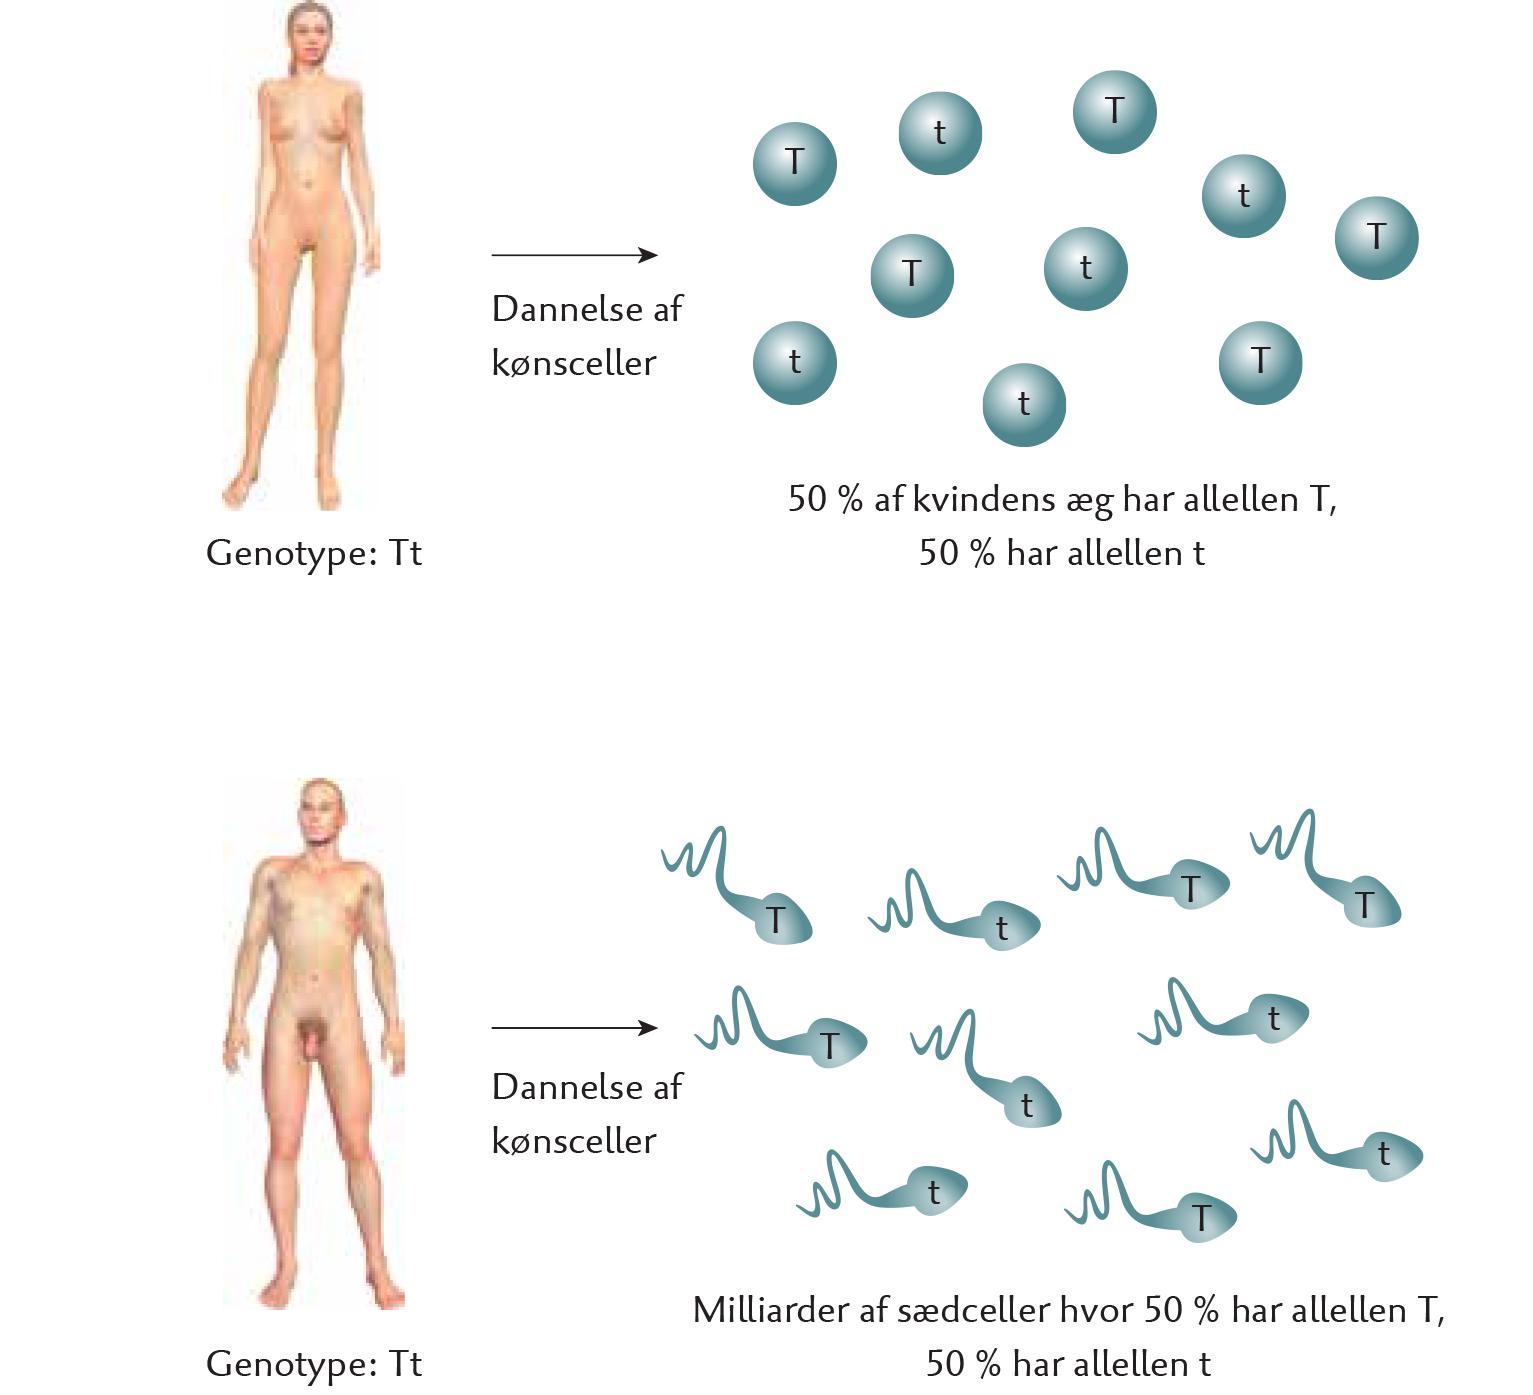 T
t
T
t
T
T
t
t
t
T
Dannelse af
kønsceller
50 % af kvindens æg har allellen T,
50 % har allellen t
Genotype: Tt
T
t
T
T
T
t
t
t
T
t
Dannelse af
kønsceller
Milliarder af sædceller hvor 50 % har allellen T,
50 % har allellen t
Genotype: Tt